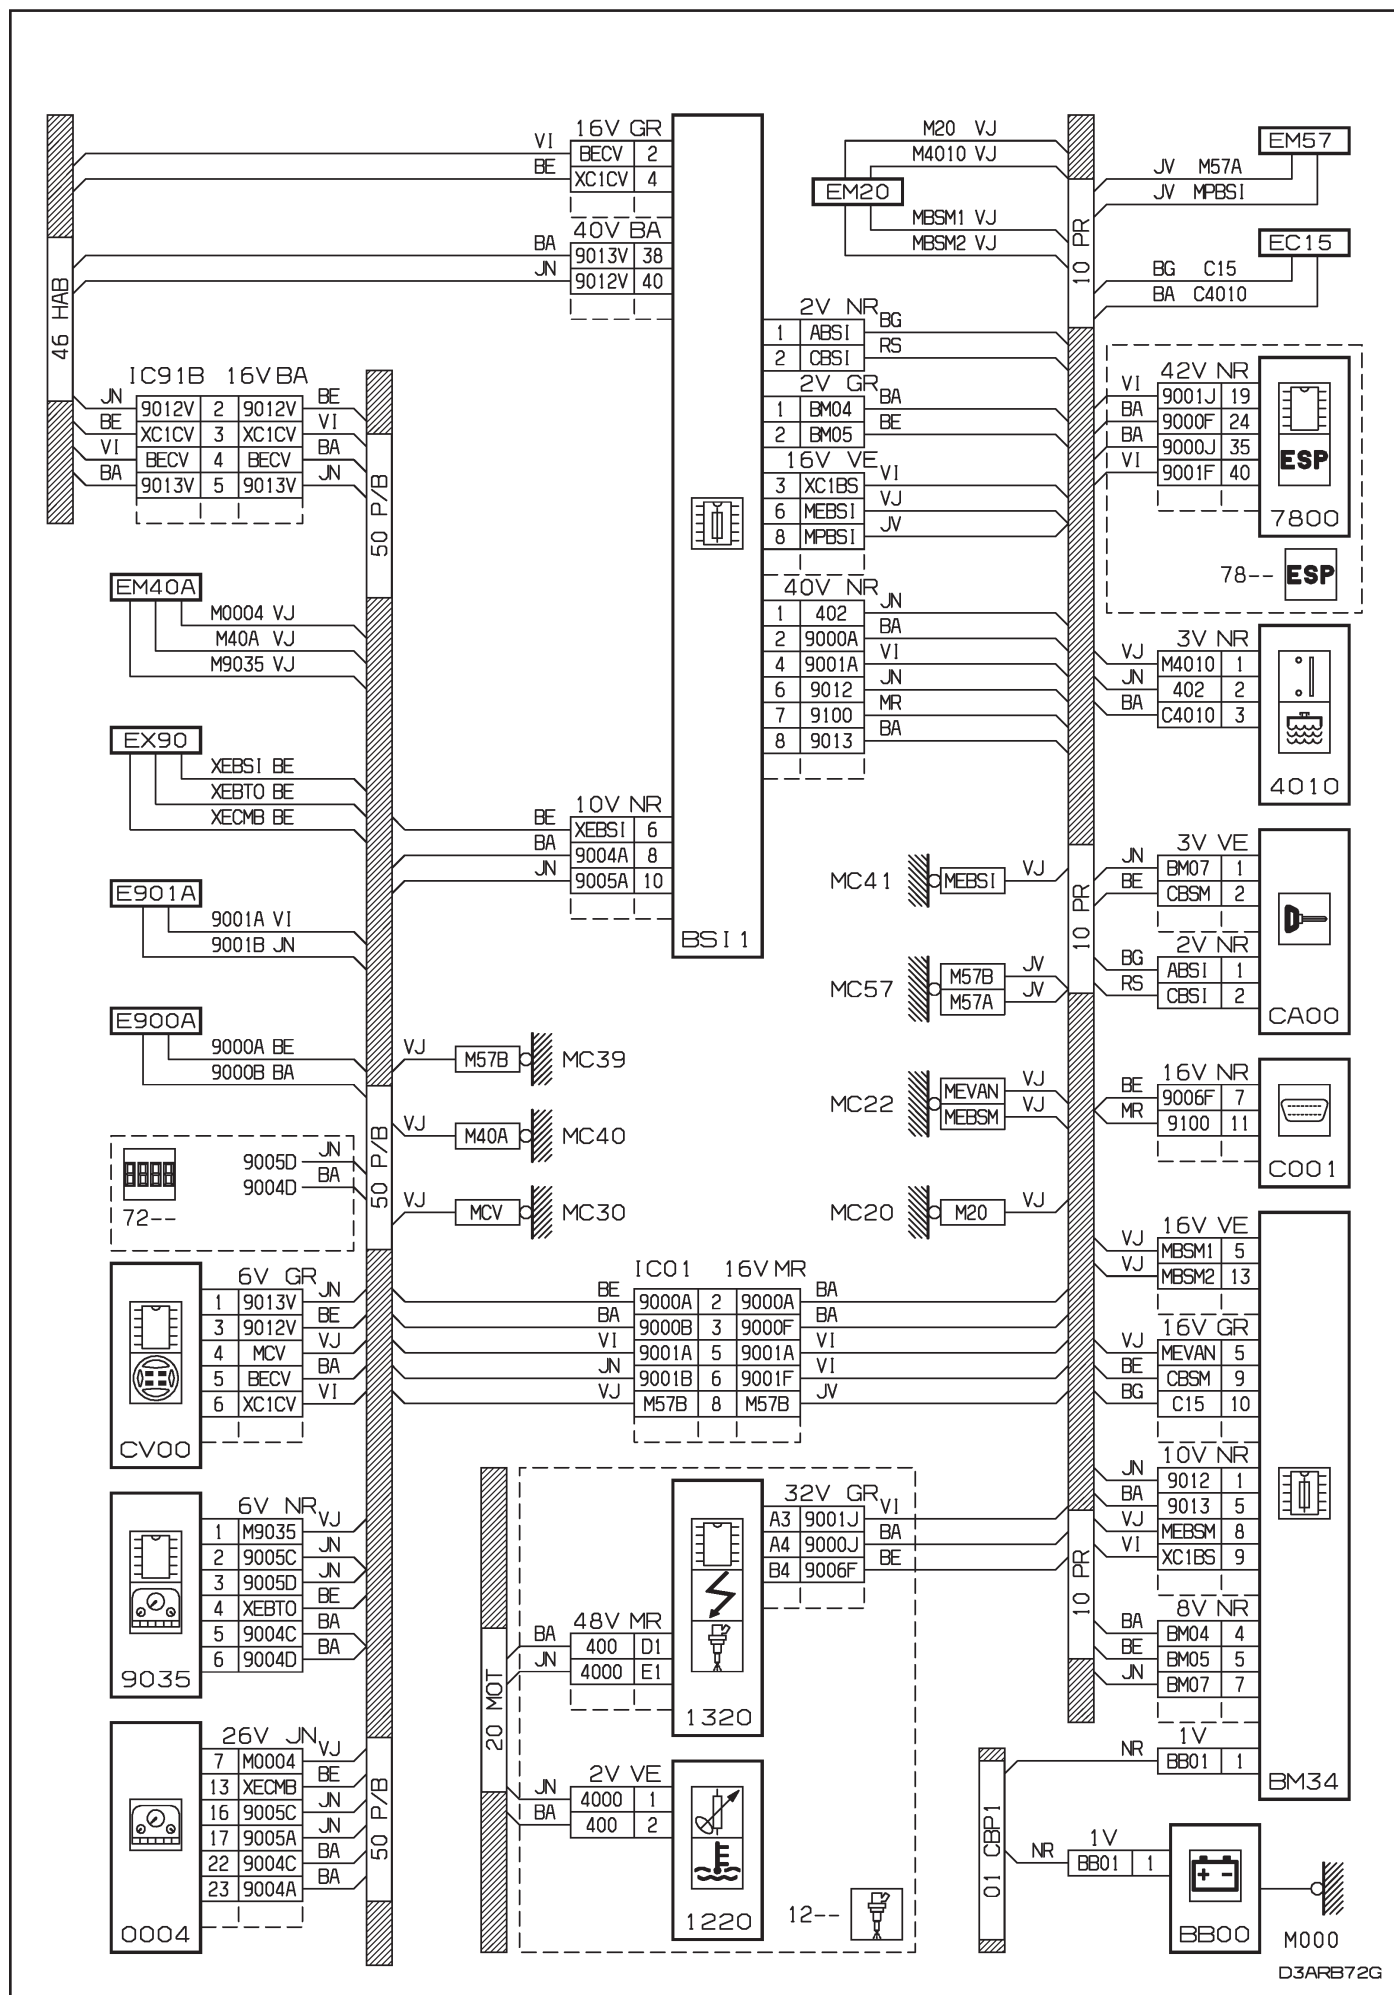 16V GR
VI BECV 2
BE XC1CV 4
40V BA
BA 9013V 38
JN 9012V 40
46 HAB
IC91B 16V BA
JN 9012V 2 9012V BE
BE XC1CV 3 XC1CV VI
VI BECV 4 BECV BA
BA 9013V 5 9013V JN
50 P/B
EM40A
M0004 VJ
M40A VJ
M9035 VJ
EX90
XEBSI BE
XEBTO BE
XECMB BE
E901A
9001A VI
9001B JN
E900A
9000A BE
9000B BA
9005D JN
9004D BA
72--
50 P/B
6V GR
1 9013V JN
3 9012V BE
4 MCV VJ
5 BECV BA
6 XC1CV VI
CV00
6V NR
1 M9035 VJ
2 9005C JN
3 9005D JN
4 XEBTO BE
5 9004C BA
6 9004D BA
9035
26V JN
7 M0004 VJ
13 XECMB BE
16 9005C JN
17 9005A JN
22 9004C BA
23 9004A BA
0004
50 P/B
10V NR
BE XEBSI 6
BA 9004A 8
JN 9005A 10
BSI1
2V NR
1 ABSI BG
2 CBSI RS
2V GR
1 BM04 BA
2 BM05 BE
16V VE
3 XC1BS VI
6 MEBSI VJ
8 MPBSI JV
40V NR
1 402 JN
2 9000A BA
4 9001A VI
6 9012 JN
7 9100 MR
8 9013 BA
VJ M57B MC39
VJ M40A MC40
VJ MCV MC30
MC41 MEBSI VJ
MC57 M57B JV
M57A JV
MC22 MEVAN VJ
MEBSM VJ
MC20 M20 VJ
IC01 16V MR
BE 9000A 2 9000A BA
BA 9000B 3 9000F BA
VI 9001A 5 9001A VI
JN 9001B 6 9001F VI
VJ M57B 8 M57B JV
32V GR
A3 9001J VI
A4 9000J BA
B4 9006F BE
48V MR
BA 400 D1
JN 4000 E1
1320
20 MOT
2V VE
JN 4000 1
BA 400 2
1220
12--
M20 VJ
M4010 VJ
EM20
MBSM1 VJ
MBSM2 VJ
10 PR
EM57
JV M57A
JV MPBSI
EC15
BG C15
BA C4010
42V NR
VI 9001J 19
BA 9000F 24
BA 9000J 35
VI 9001F 40
ESP
7800
78-- ESP
3V NR
VJ M4010 1
JN 402 2
BA C4010 3
4010
10 PR
3V VE
JN BM07 1
BE CBSM 2
2V NR
BG ABSI 1
RS CBSI 2
CA00
16V NR
BE 9006F 7
MR 9100 11
C001
16V VE
VJ MBSM1 5
VJ MBSM2 13
16V GR
VJ MEVAN 5
BE CBSM 9
BG C15 10
10V NR
JN 9012 1
BA 9013 5
VJ MEBSM 8
VI XC1BS 9
10 PR
8V NR
BA BM04 4
BE BM05 5
JN BM07 7
1V
NR BB01 1
BM34
01 CBP1
1V
NR BB01 1
+ -
BB00
M000
D3ARB72G